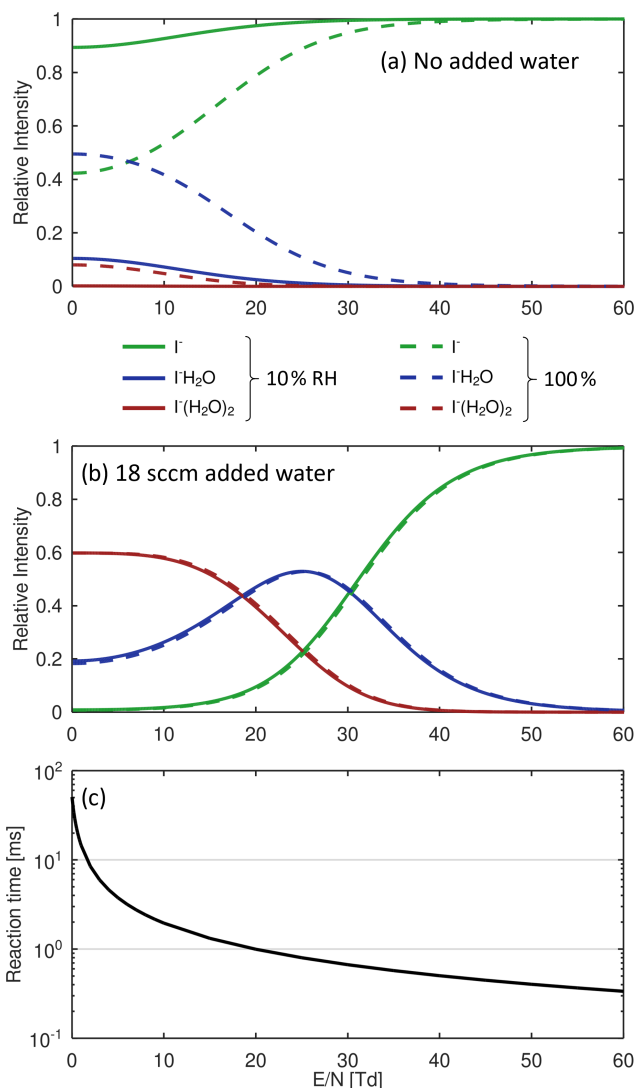 1
0.8
0.6
0.4
0.2
0
Relative Intensity
(a) No added water
0 10 20 30 40 50 60
I⁻ I⁻
I⁻H₂O 10% RH I⁻H₂O 100%
I⁻(H₂O)₂ I⁻(H₂O)₂
1
0.8
0.6
0.4
0.2
0
Relative Intensity
(b) 18 sccm added water
0 10 20 30 40 50 60
10²
10¹
10⁰
10⁻¹
Reaction time [ms]
(c)
0 10 20 30 40 50 60
E/N [Td]